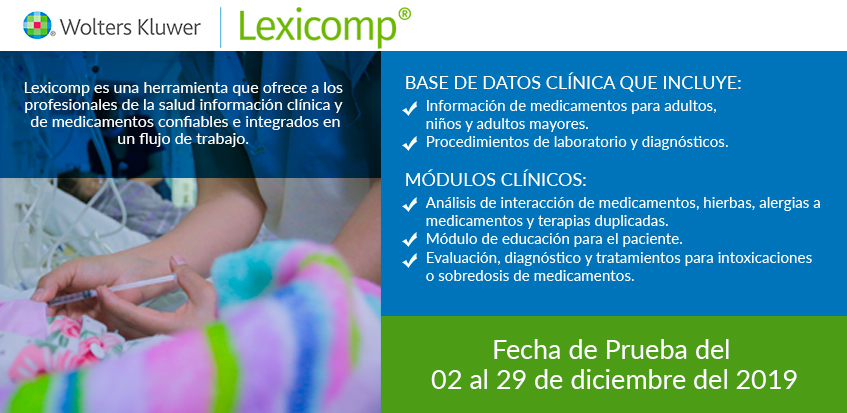 Wolters Kluwer
Lexicomp®
Lexicomp es una herramienta que ofrece a los
profesionales de la salud información clínica y
de medicamentos confiables e integrados en
un flujo de trabajo.
BASE DE DATOS CLÍNICA QUE INCLUYE:
Información de medicamentos para adultos,
niños y adultos mayores.
Procedimientos de laboratorio y diagnósticos.
MÓDULOS CLÍNICOS:
Análisis de interacción de medicamentos, hierbas, alergias a
medicamentos y terapias duplicadas.
Módulo de educación para el paciente.
Evaluación, diagnóstico y tratamientos para intoxicaciones
o sobredosis de medicamentos.
Fecha de Prueba del
02 al 29 de diciembre del 2019